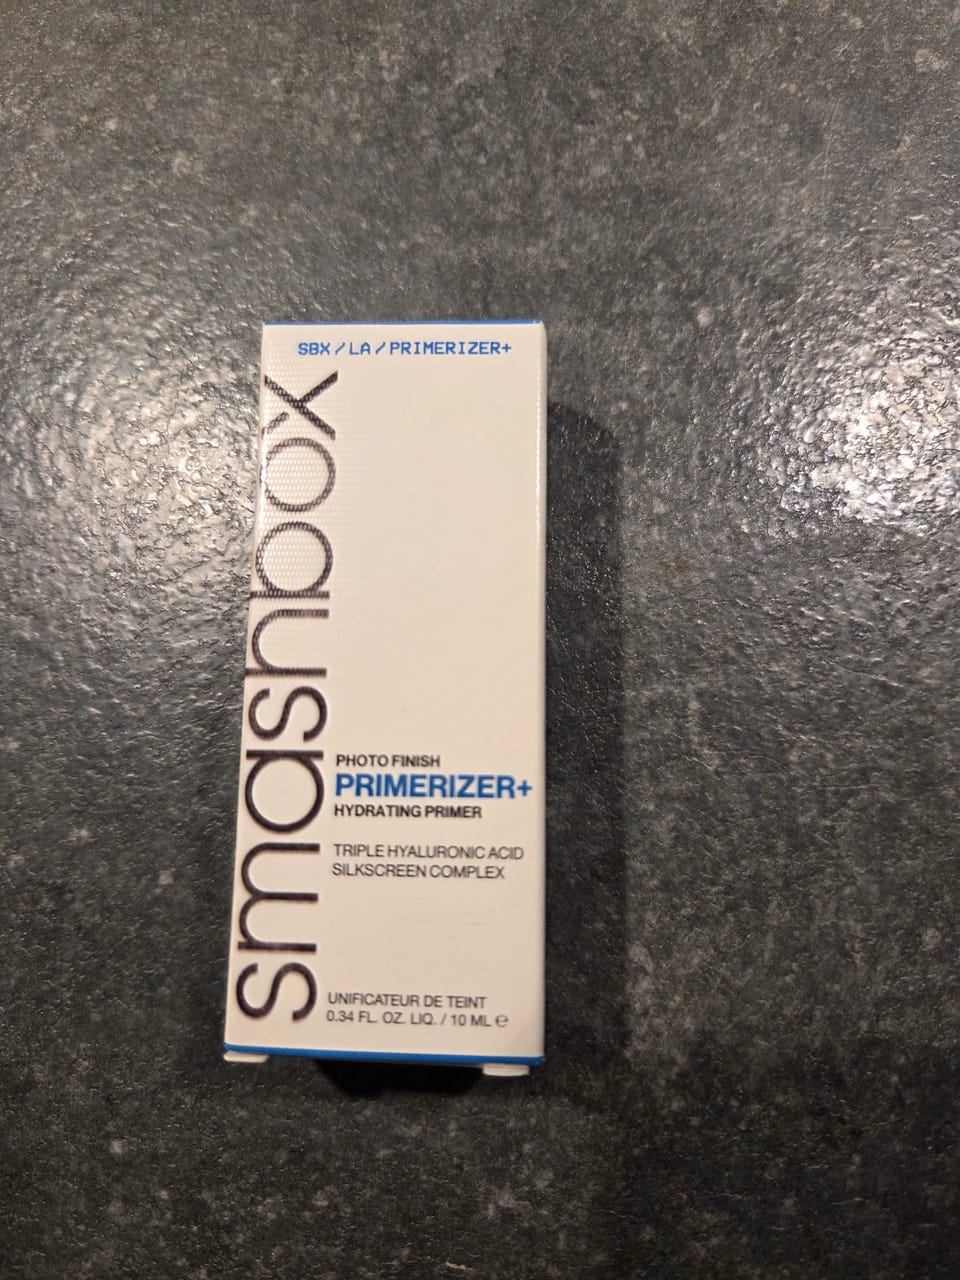 SBX/LA/PRIMERIZER+
smashbox
PHOTO FINISH
PRIMERIZER+
HYDRATING PRIMER
TRIPLE HYALURONIC ACID
SILKSCREEN COMPLEX
UNIFICATEUR DE TEINT
0.34 FL. OZ. LIQ. / 10 ML ℮